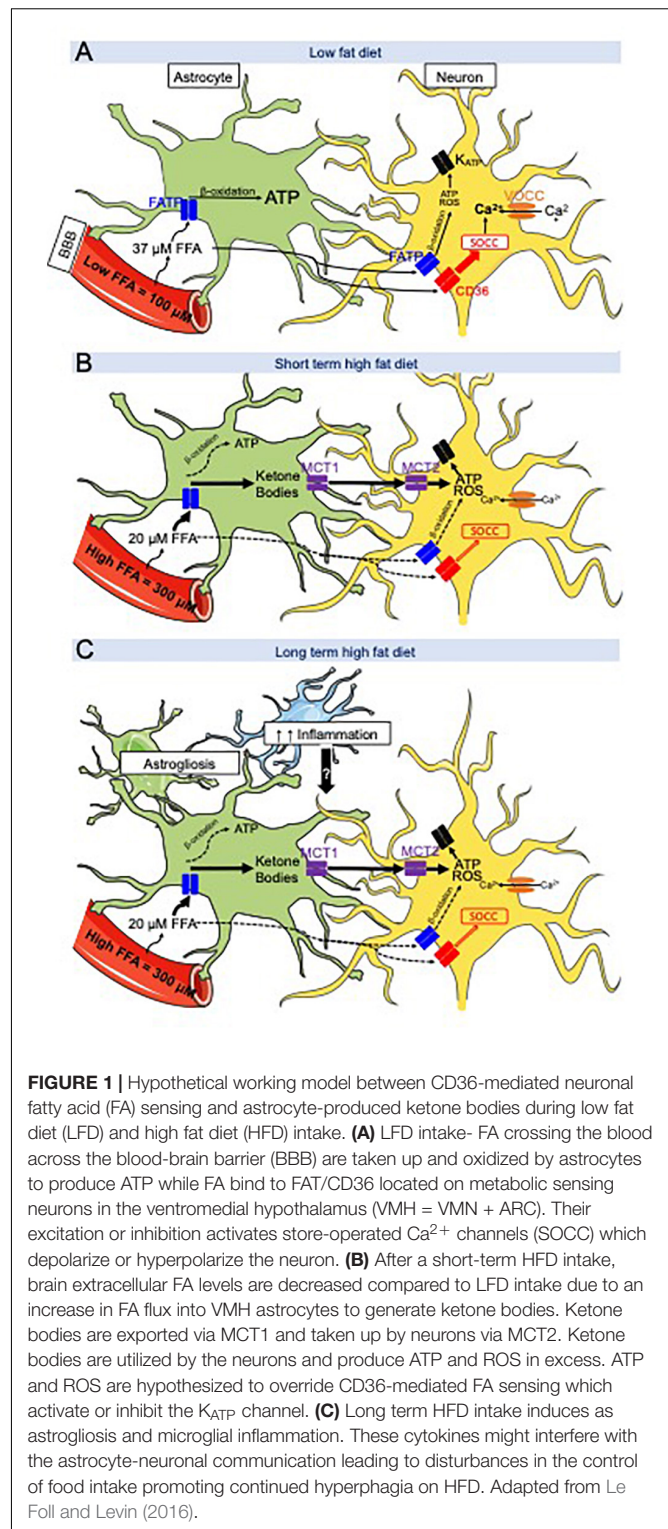 A
Low fat diet
Astrocyte
Neuron
K_ATP
FATP
β-oxidation
ATP
ATP
ROS
β-oxidation
Ca²⁺
VOCC
Ca²
+
BBB
37 µM FFA
SOCC
FATP
CD36
Low FFA = 100 µM
B
Short term high fat diet
β-oxidation
ATP
Ketone
Bodies
MCT1
MCT2
ATP
ROS
Ca²⁺
Ca²⁺
β-oxidation
20 µM FFA
SOCC
High FFA = 300 µM
C
Long term high fat diet
↑ ↑ Inflammation
Astrogliosis
?
β-oxidation
ATP
Ketone
Bodies
MCT1
MCT2
ATP
ROS
Ca²⁺
Ca²⁺
β-oxidation
20 µM FFA
SOCC
High FFA = 300 µM
FIGURE 1 | Hypothetical working model between CD36-mediated neuronal
fatty acid (FA) sensing and astrocyte-produced ketone bodies during low fat
diet (LFD) and high fat diet (HFD) intake. (A) LFD intake- FA crossing the blood
across the blood-brain barrier (BBB) are taken up and oxidized by astrocytes
to produce ATP while FA bind to FAT/CD36 located on metabolic sensing
neurons in the ventromedial hypothalamus (VMH = VMN + ARC). Their
excitation or inhibition activates store-operated Ca²⁺ channels (SOCC) which
depolarize or hyperpolarize the neuron. (B) After a short-term HFD intake,
brain extracellular FA levels are decreased compared to LFD intake due to an
increase in FA flux into VMH astrocytes to generate ketone bodies. Ketone
bodies are exported via MCT1 and taken up by neurons via MCT2. Ketone
bodies are utilized by the neurons and produce ATP and ROS in excess. ATP
and ROS are hypothesized to override CD36-mediated FA sensing which
activate or inhibit the K_ATP channel. (C) Long term HFD intake induces as
astrogliosis and microglial inflammation. These cytokines might interfere with
the astrocyte-neuronal communication leading to disturbances in the control
of food intake promoting continued hyperphagia on HFD. Adapted from Le
Foll and Levin (2016).